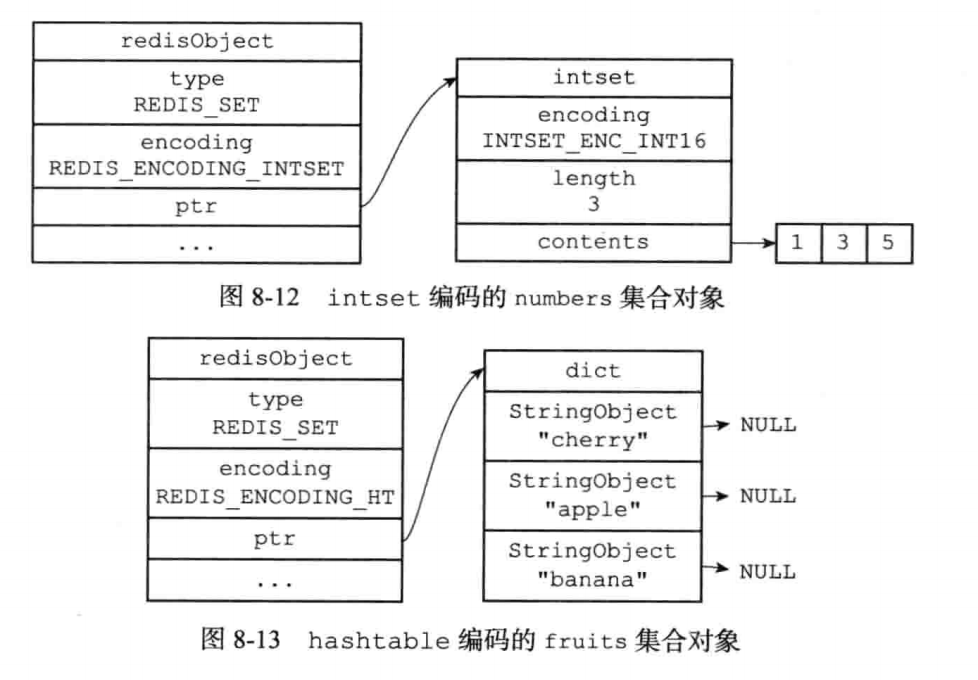 redisObject
type
REDIS_SET
encoding
REDIS_ENCODING_INTSET
ptr
...
intset
encoding
INTSET_ENC_INT16
length
3
contents
1 3 5
图 8-12 intset 编码的 numbers 集合对象
redisObject
type
REDIS_SET
encoding
REDIS_ENCODING_HT
ptr
...
dict
StringObject
"cherry"
NULL
StringObject
"apple"
NULL
StringObject
"banana"
NULL
图 8-13 hashtable 编码的 fruits 集合对象